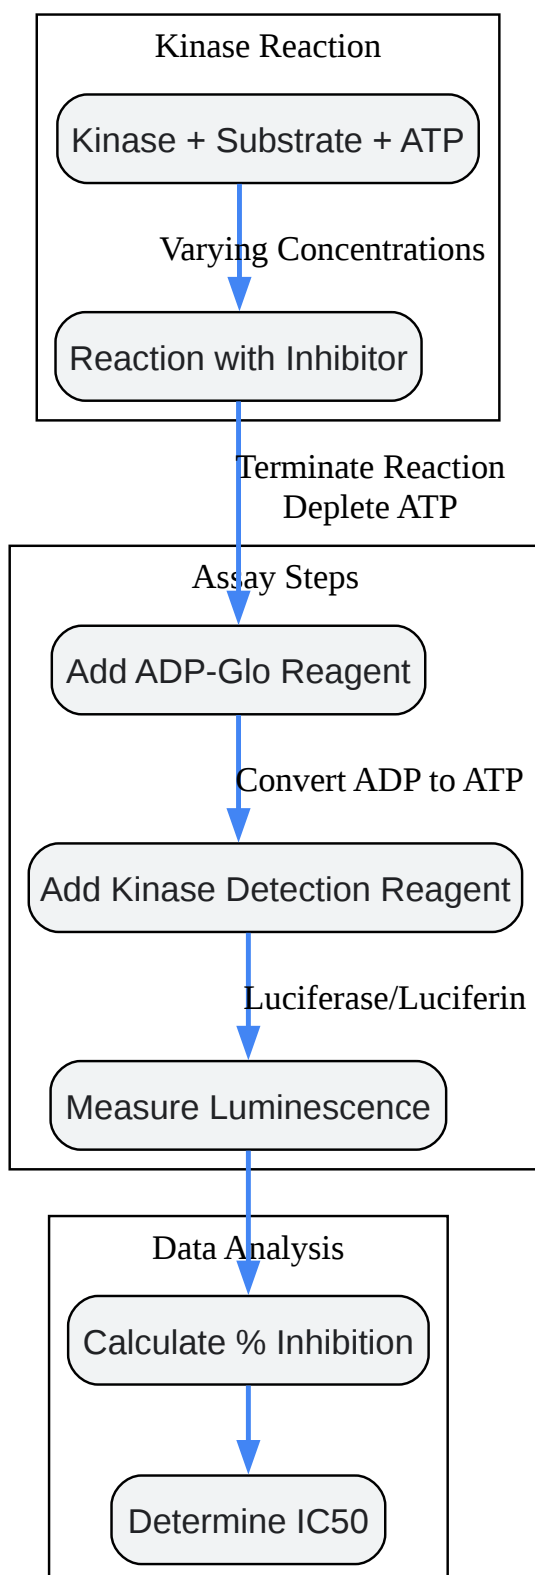 Kinase Reaction
Kinase + Substrate + ATP
Varying Concentrations
Reaction with Inhibitor
Terminate Reaction
Deplete ATP
Assay Steps
Add ADP-Glo Reagent
Convert ADP to ATP
Add Kinase Detection Reagent
Luciferase/Luciferin
Measure Luminescence
Data Analysis
Calculate % Inhibition
Determine IC50